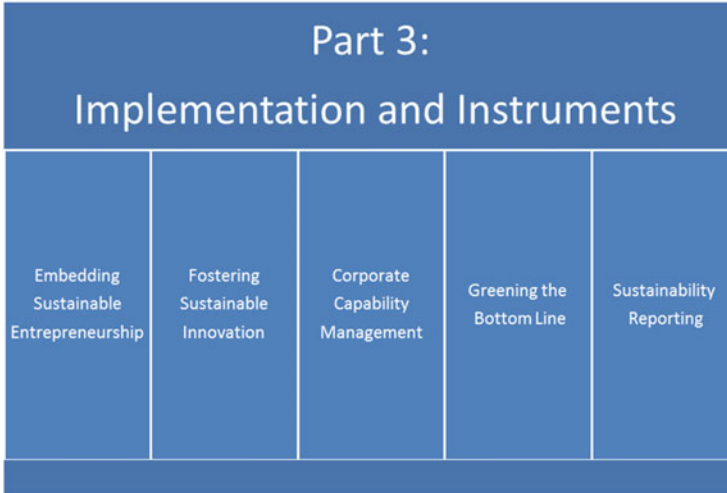 Part 3:
Implementation and Instruments
Embedding
Sustainable
Entrepreneurship
Fostering
Sustainable
Innovation
Corporate
Capability
Management
Greening the
Bottom Line
Sustainability
Reporting